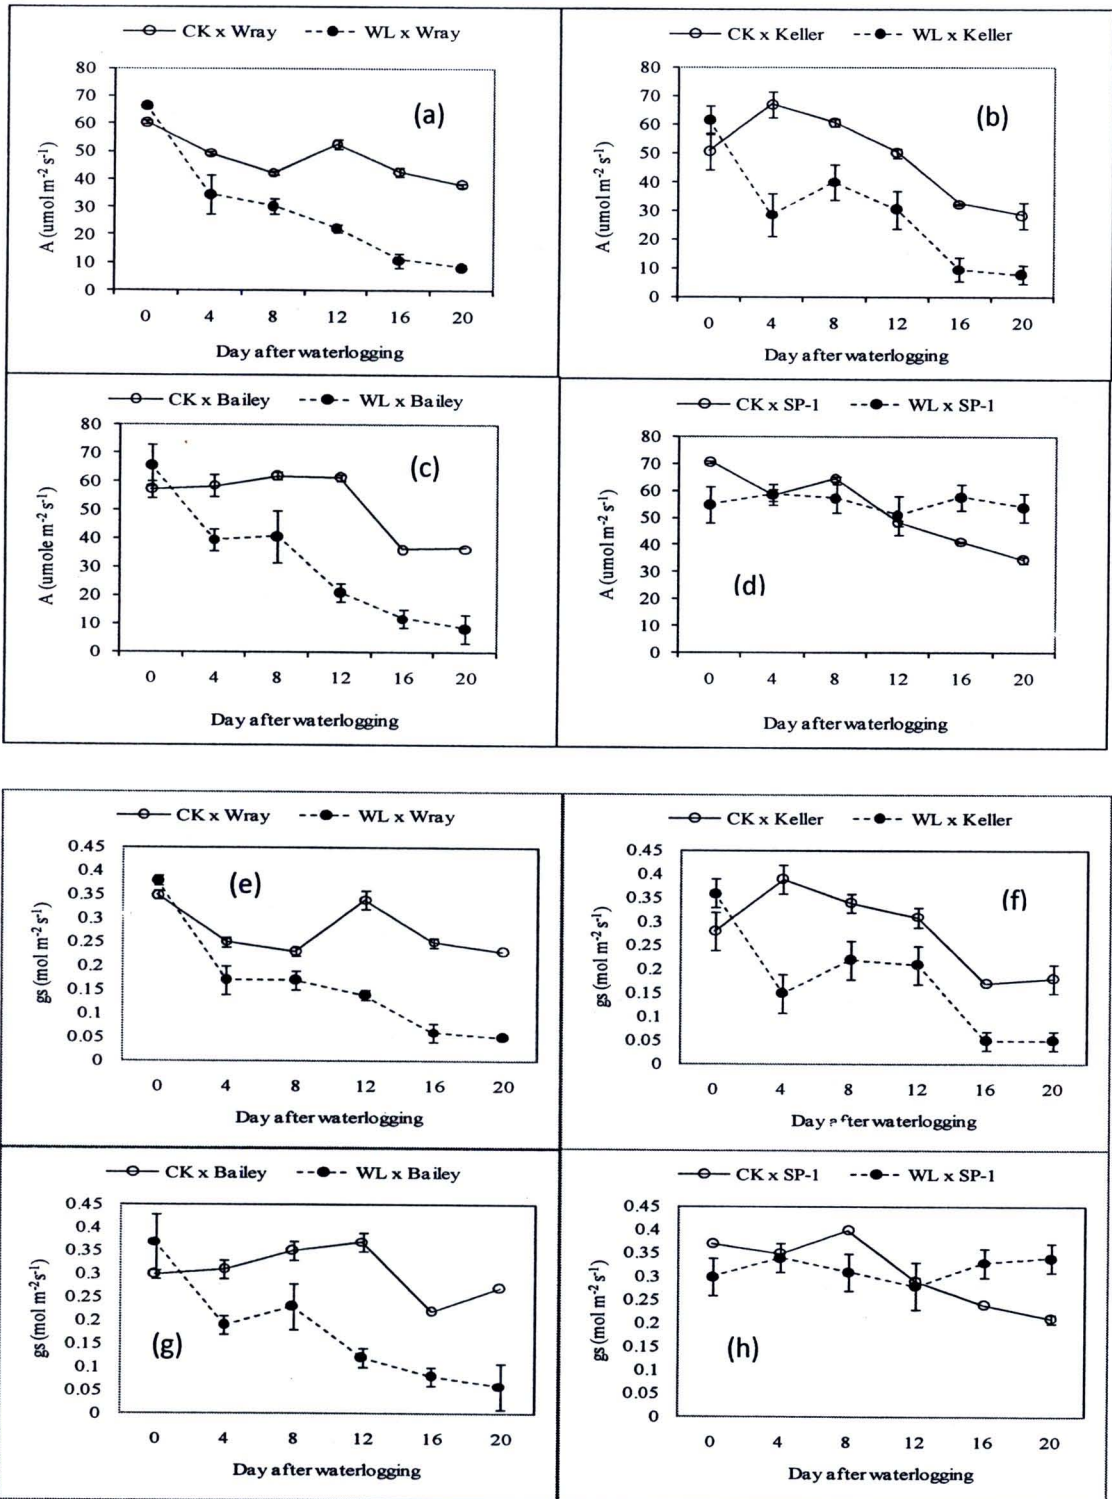 CK x Wray WL x Wray
80
70
60
50
40
30
20
10
0
A (umol m-2 s-1)
(a)
0 4 8 12 16 20
Day after waterlogging
CK x Keller WL x Keller
80
70
60
50
40
30
20
10
0
A (umol m-2 s-1)
(b)
0 4 8 12 16 20
Day after waterlogging
CK x Bailey WL x Bailey
80
70
60
50
40
30
20
10
0
A (umole m-2 s-1)
(c)
0 4 8 12 16 20
Day after waterlogging
CK x SP-1 WL x SP-1
80
70
60
50
40
30
20
10
0
A (umol m-2 s-1)
(d)
0 4 8 12 16 20
Day after waterlogging
CK x Wray WL x Wray
0.45
0.4
0.35
0.3
0.25
0.2
0.15
0.1
0.05
0
gs (mol m-2 s-1)
(e)
0 4 8 12 16 20
Day after waterlogging
CK x Keller WL x Keller
0.45
0.4
0.35
0.3
0.25
0.2
0.15
0.1
0.05
0
gs (mol m-2 s-1)
(f)
0 4 8 12 16 20
Day after waterlogging
CK x Bailey WL x Bailey
0.45
0.4
0.35
0.3
0.25
0.2
0.15
0.1
0.05
0
gs (mol m-2 s-1)
(g)
0 4 8 12 16 20
Day after waterlogging
CK x SP-1 WL x SP-1
0.45
0.4
0.35
0.3
0.25
0.2
0.15
0.1
0.05
0
gs (mol m-2 s-1)
(h)
0 4 8 12 16 20
Day after waterlogging